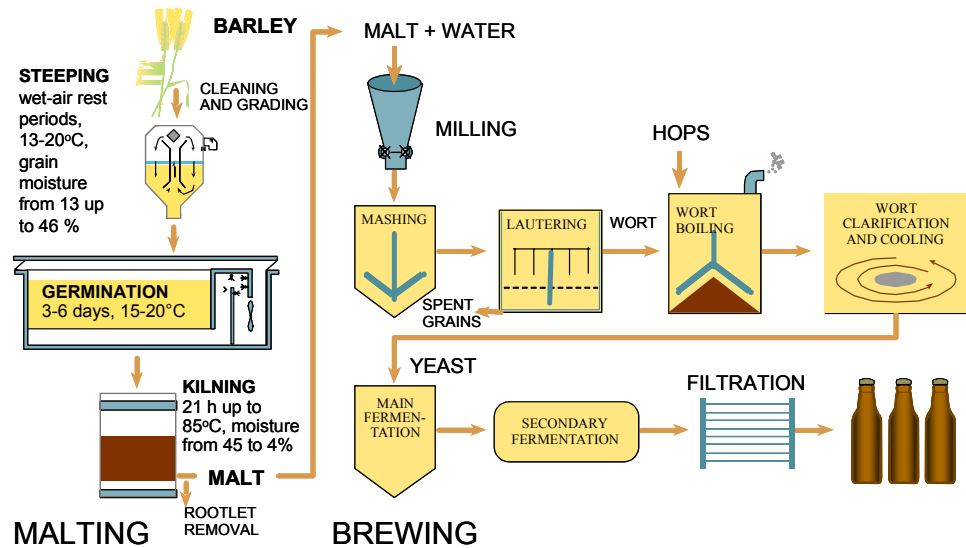 BARLEY
STEEPING
wet-air rest
periods,
13-20ºC,
grain
moisture
from 13 up
to 46 %
CLEANING
AND GRADING
GERMINATION
3-6 days, 15-20°C
KILNING
21 h up to
85ºC, moisture
from 45 to 4%
MALT
ROOTLET
REMOVAL
MALTING
MALT + WATER
MILLING
MASHING
LAUTERING
SPENT
GRAINS
WORT
HOPS
WORT
BOILING
WORT
CLARIFICATION
AND COOLING
YEAST
MAIN
FERMEN-
TATION
SECONDARY
FERMENTATION
FILTRATION
BREWING